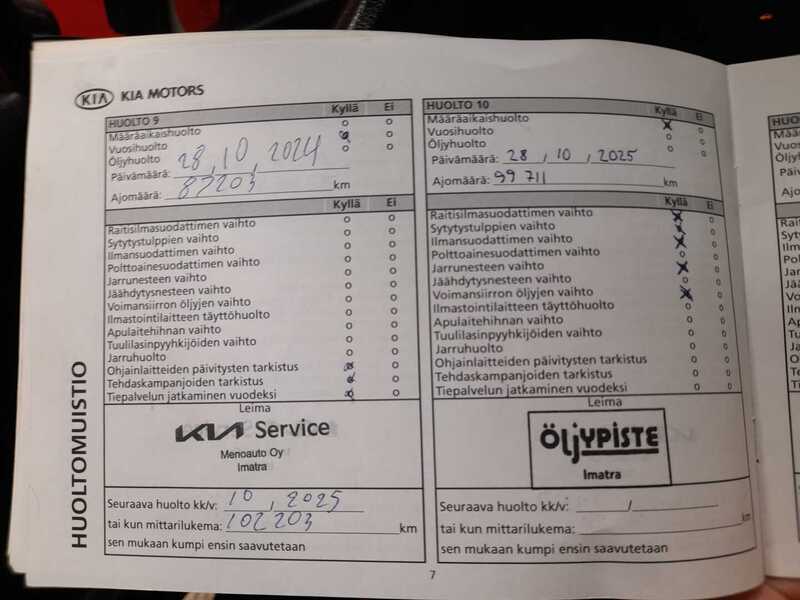 KIA KIA MOTORS
HUOLTO 9 Kyllä Ei
Määräaikaishuolto o o
Vuosihuolto o o
Öljyhuolto o o
Päivämäärä: 28, 10, 2024
Ajomäärä: 87203 km
Kyllä Ei
Raitisilmasuodattimen vaihto o o
Sytytystulppien vaihto o o
Ilmansuodattimen vaihto o o
Polttoainesuodattimen vaihto o o
Jarrunesteen vaihto o o
Jäähdytysnesteen vaihto o o
Voimansiirron öljyjen vaihto o o
Ilmastointilaitteen täyttöhuolto o o
Apulaitehihnan vaihto o o
Tuulilasinpyyhkijöiden vaihto o o
Jarruhuolto o o
Ohjainlaitteiden päivitysten tarkistus x o
Tehdaskampanjoiden tarkistus x o
Tiepalvelun jatkaminen vuodeksi x o
Leima
KIA Service
Menoauto Oy
Imatra
Seuraava huolto kk/v: 10, 2025
tai kun mittarilukema: 102203 km
sen mukaan kumpi ensin saavutetaan
HUOLTO 10 Kyllä Ei
Määräaikaishuolto o
Vuosihuolto x o
Öljyhuolto o o
Päivämäärä: 28, 10, 2025
Ajomäärä: 99 711 km
Kyllä Ei
Raitisilmasuodattimen vaihto x o
Sytytystulppien vaihto x o
Ilmansuodattimen vaihto x o
Polttoainesuodattimen vaihto o o
Jarrunesteen vaihto x o
Jäähdytysnesteen vaihto o o
Voimansiirron öljyjen vaihto x o
Ilmastointilaitteen täyttöhuolto o o
Apulaitehihnan vaihto o o
Tuulilasinpyyhkijöiden vaihto o o
Jarruhuolto o o
Ohjainlaitteiden päivitysten tarkistus o o
Tehdaskampanjoiden tarkistus o o
Tiepalvelun jatkaminen vuodeksi o o
Leima
ÖLJYPISTE
Imatra
Seuraava huolto kk/v: /
tai kun mittarilukema: km
sen mukaan kumpi ensin saavutetaan
HUOLTOMUISTIO
7